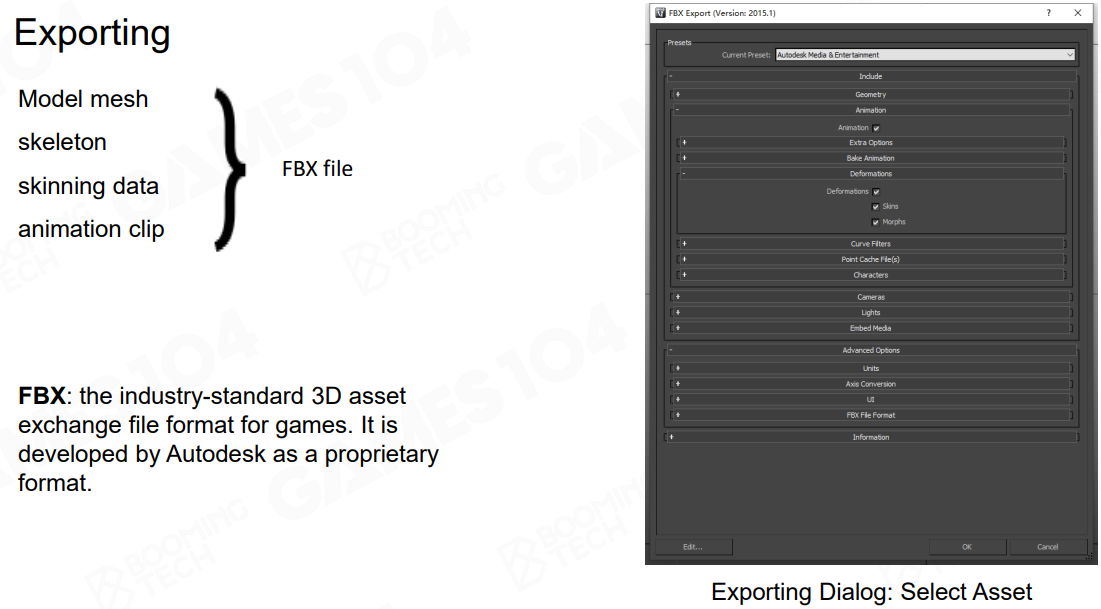 Exporting
Model mesh
skeleton
skinning data
animation clip
FBX file
FBX: the industry-standard 3D asset
exchange file format for games. It is
developed by Autodesk as a proprietary
format.
FBX Export (Version: 2015.1)
Presets
Current Preset: Autodesk Media & Entertainment
- Include
+ Geometry
- Animation
Animation
+ Extra Options
+ Bake Animation
- Deformations
Deformations
Skins
Morphs
+ Curve Filters
+ Point Cache File(s)
+ Characters
+ Cameras
+ Lights
+ Embed Media
- Advanced Options
+ Units
+ Axis Conversion
+ UI
+ FBX File Format
+ Information
Edit...
OK
Cancel
Exporting Dialog: Select Asset
GAMES104
BOOMING
TECH